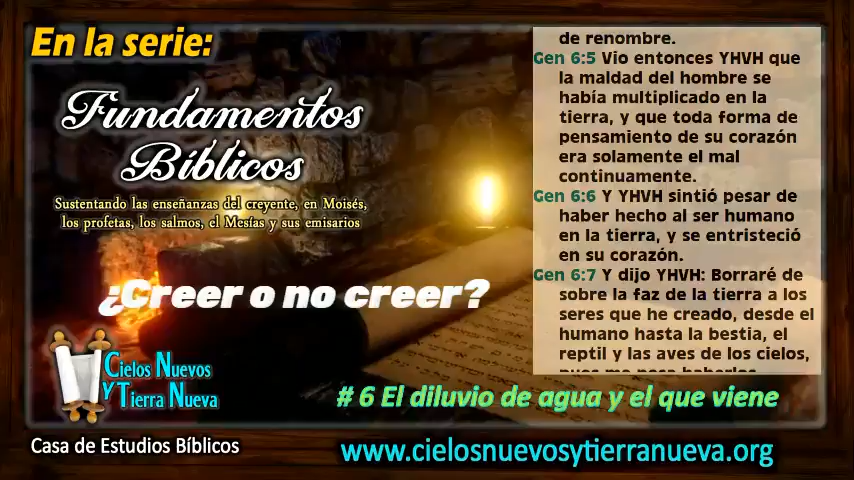 En la serie:
Fundamentos
Bíblicos
Sustentando las enseñanzas del creyente, en Moisés,
los profetas, los salmos, el Mesías y sus emisarios
¿Creer o no creer?
Cielos Nuevos
Y Tierra Nueva
Casa de Estudios Bíblicos
de renombre.
Gen 6:5 Vio entonces YHVH que
la maldad del hombre se
había multiplicado en la
tierra, y que toda forma de
pensamiento de su corazón
era solamente el mal
continuamente.
Gen 6:6 Y YHVH sintió pesar de
haber hecho al ser humano
en la tierra, y se entristeció
en su corazón.
Gen 6:7 Y dijo YHVH: Borraré de
sobre la faz de la tierra a los
seres que he creado, desde el
humano hasta la bestia, el
reptil y las aves de los cielos,
# 6 El diluvio de agua y el que viene
www.cielosnuevosytierranueva.org